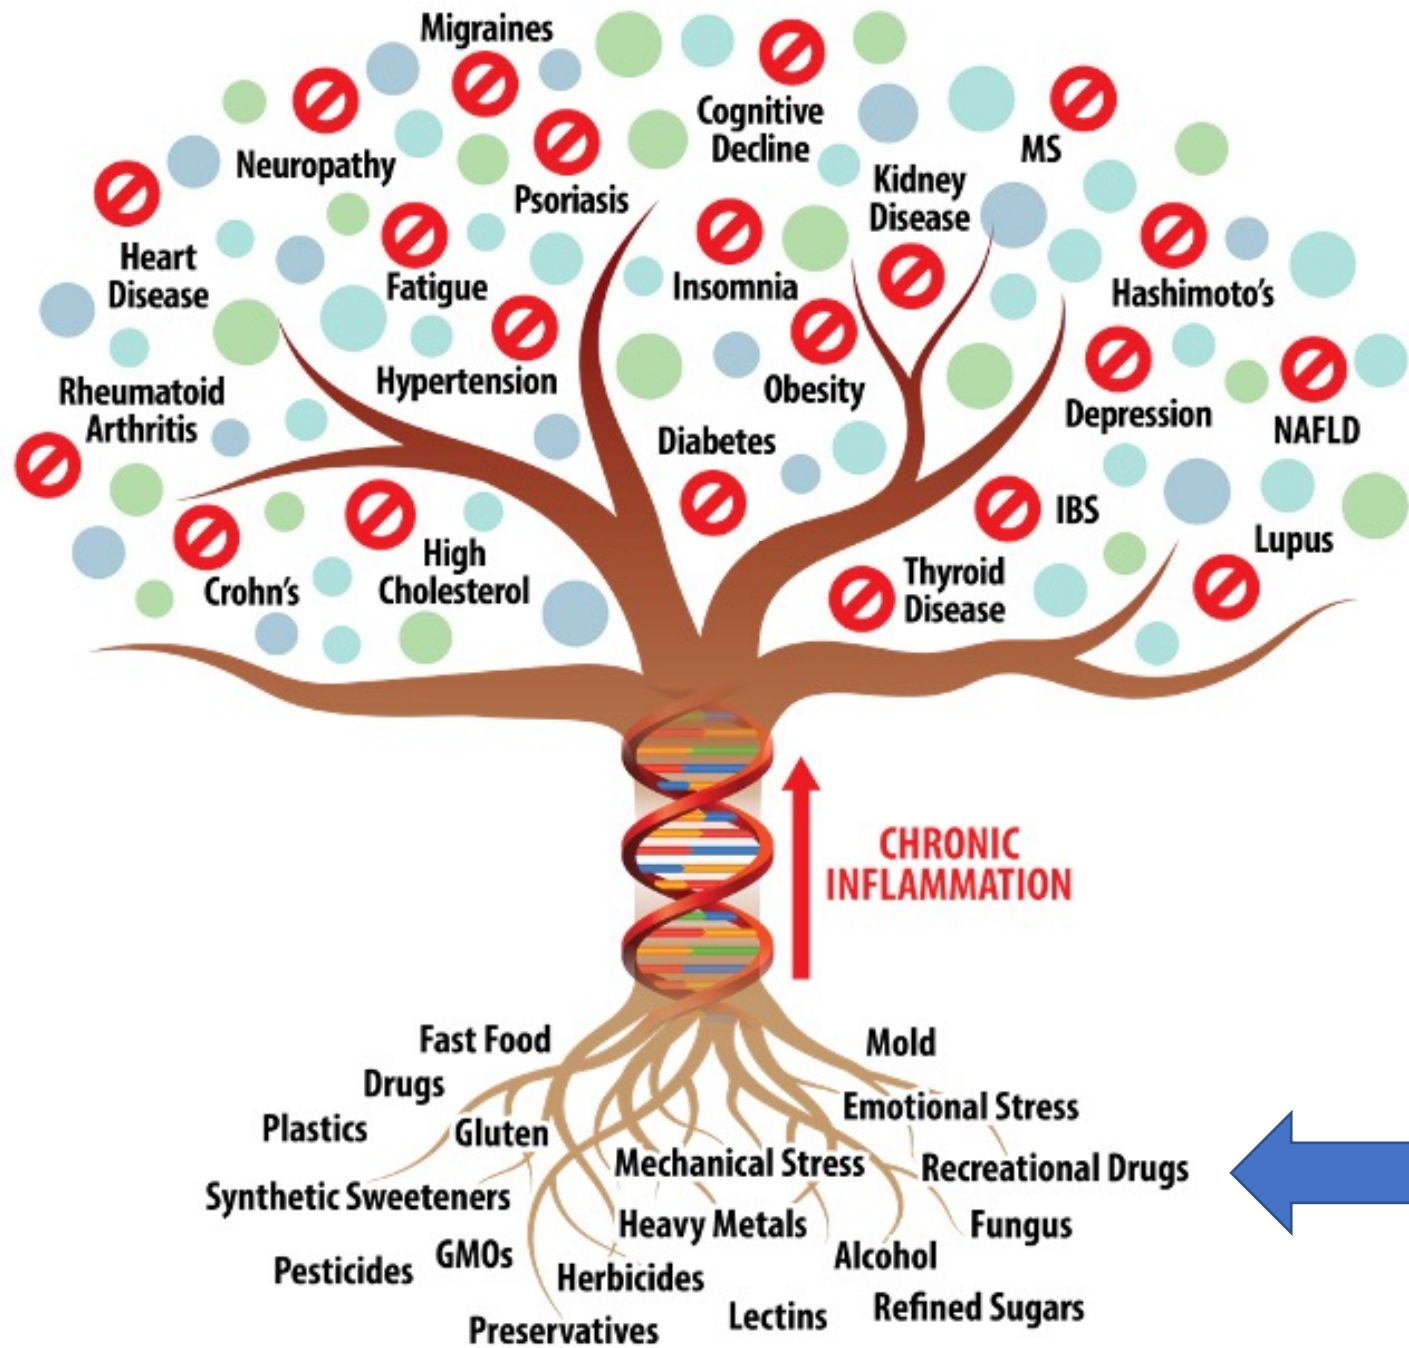 Migraines
Cognitive
Decline
MS
Neuropathy
Psoriasis
Kidney
Disease
Heart
Disease
Fatigue
Insomnia
Hashimoto's
Rheumatoid
Arthritis
Hypertension
Obesity
Depression
NAFLD
Diabetes
Crohn's
High
Cholesterol
IBS
Thyroid
Disease
Lupus
CHRONIC
INFLAMMATION
Fast Food
Mold
Drugs
Emotional Stress
Plastics
Gluten
Mechanical Stress
Recreational Drugs
Synthetic Sweeteners
Heavy Metals
Fungus
Pesticides
GMOs
Herbicides
Alcohol
Preservatives
Lectins
Refined Sugars